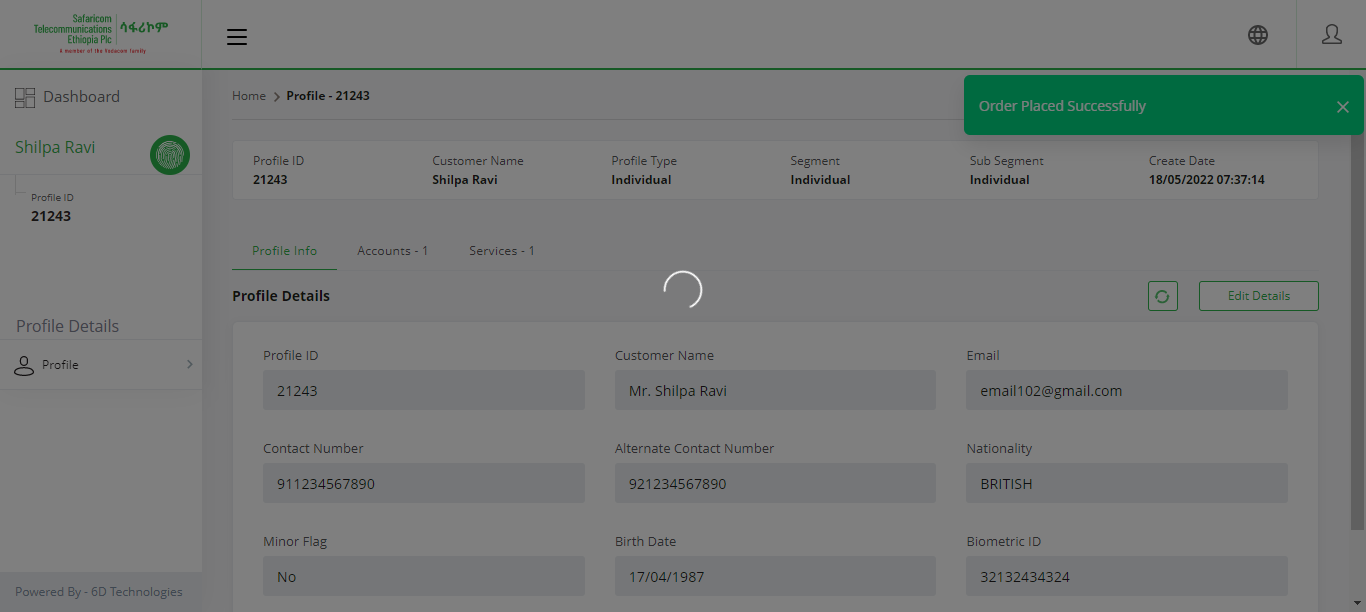 Safaricom
Telecommunications
Ethiopia Plc
ሳፋሪኮም
A member of the Vodacom family
Dashboard
Shilpa Ravi
Profile ID
21243
Profile Details
Profile
Powered By - 6D Technologies
Home > Profile - 21243
Order Placed Successfully
Profile ID Customer Name Profile Type Segment Sub Segment Create Date
21243 Shilpa Ravi Individual Individual Individual 18/05/2022 07:37:14
Profile Info Accounts - 1 Services - 1
Profile Details Edit Details
Profile ID Customer Name Email
21243 Mr. Shilpa Ravi email102@gmail.com
Contact Number Alternate Contact Number Nationality
911234567890 921234567890 BRITISH
Minor Flag Birth Date Biometric ID
No 17/04/1987 32132434324